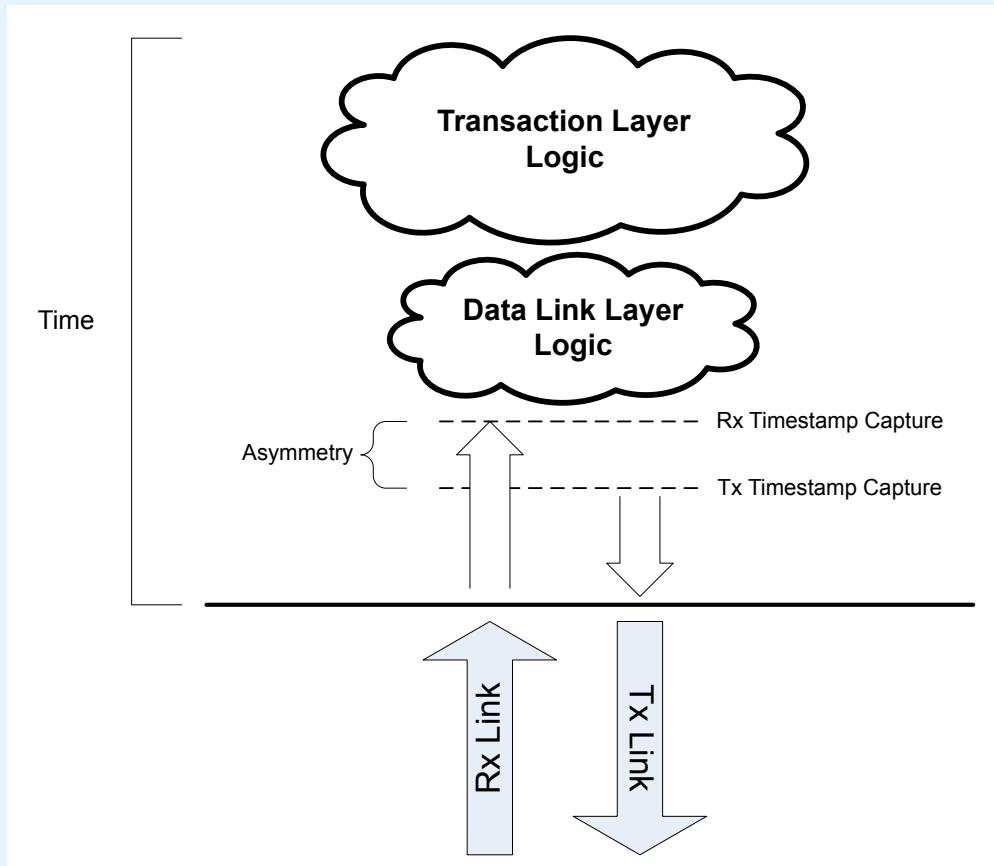 Transaction Layer
Logic
Data Link Layer
Logic
Time
Rx Timestamp Capture
Asymmetry
Tx Timestamp Capture
Rx Link
Tx Link